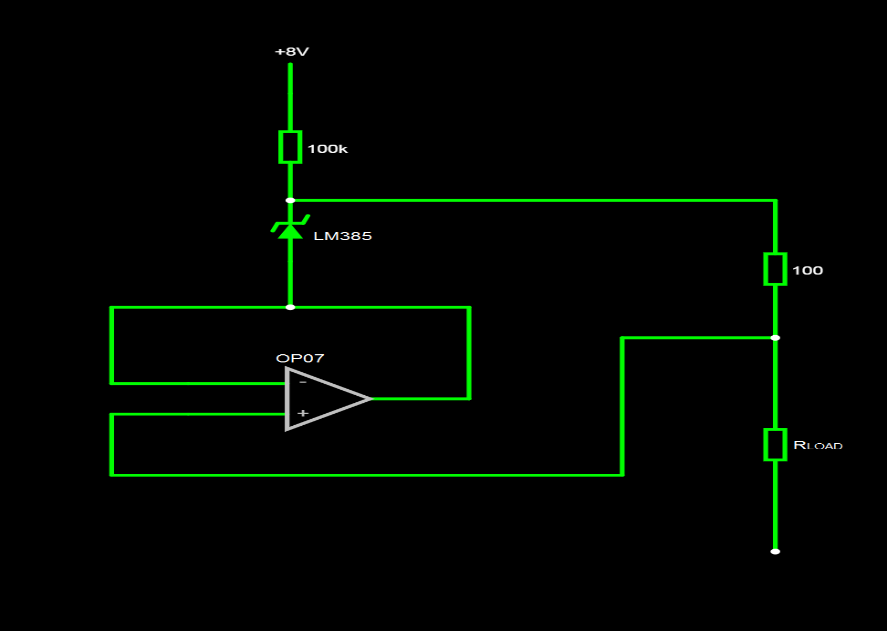 +8V
100k
LM385
100
OP07
-
+
RLOAD